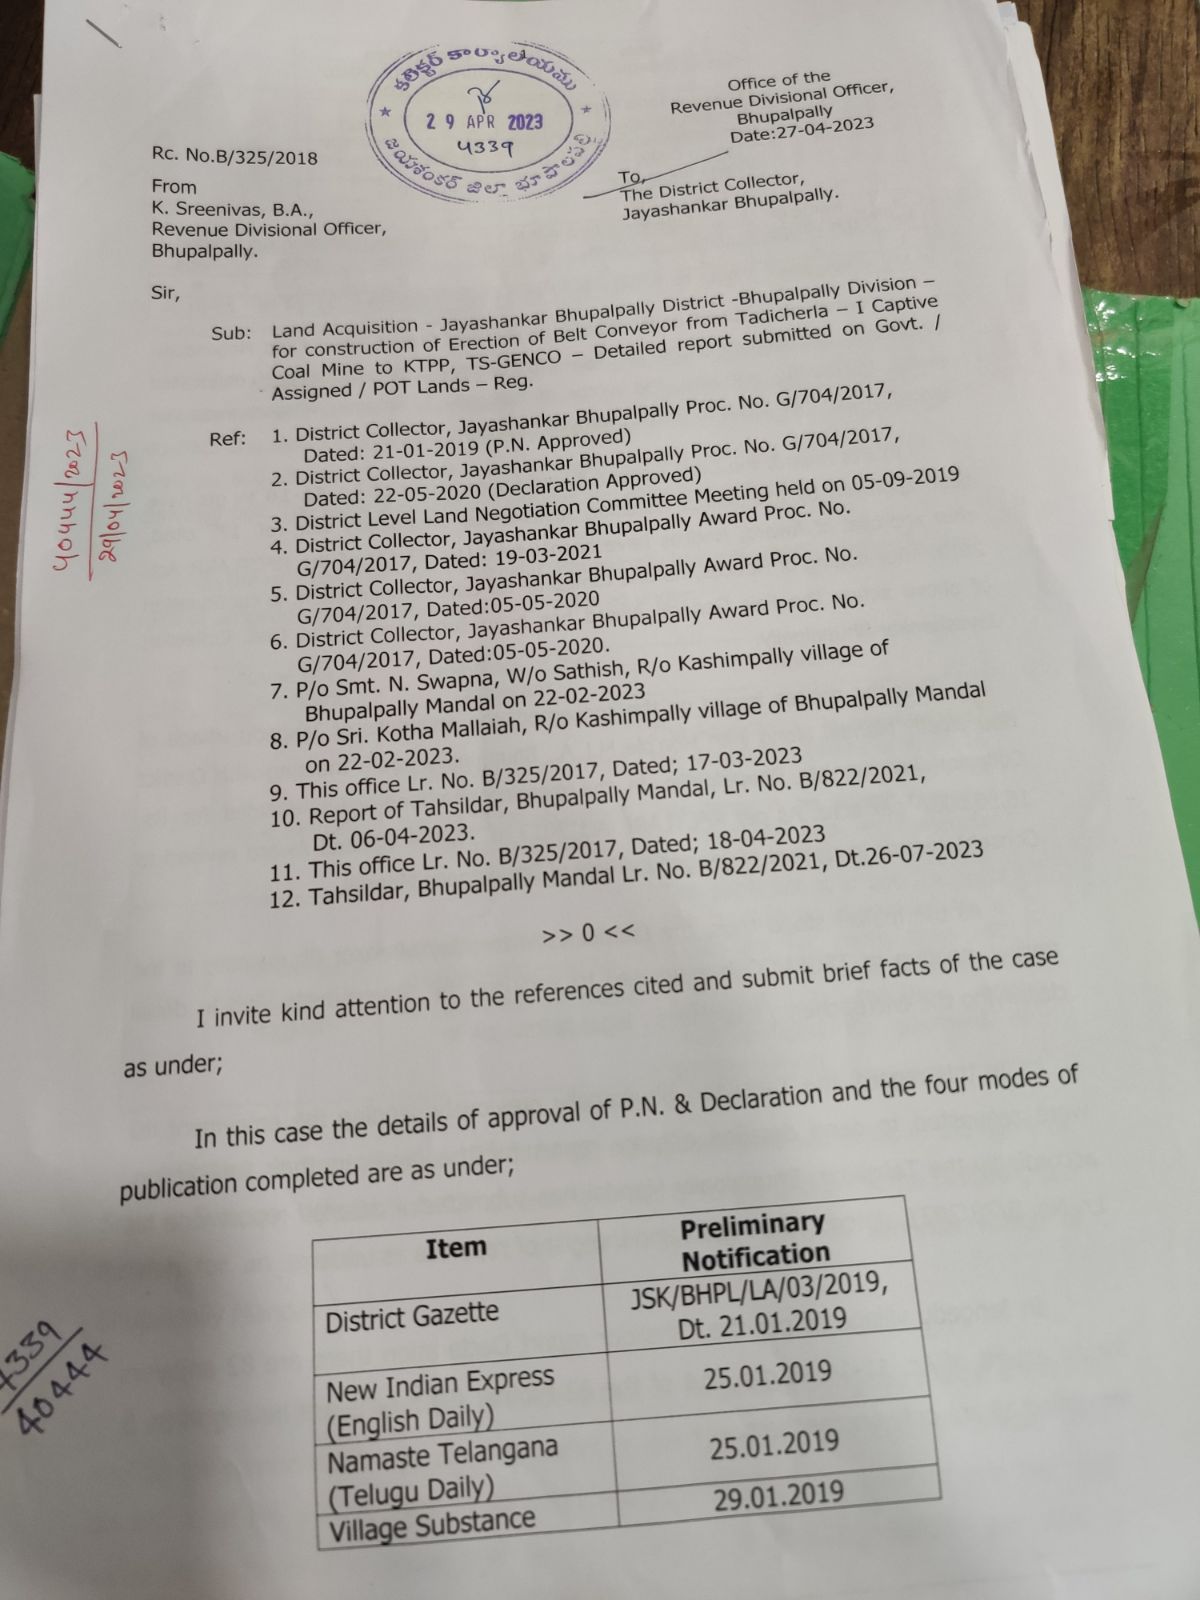 కలెక్టర్ కార్యాలయము
29 APR 2023
4339
జయశంకర్ జిల్లా భూపాలపల్లి
Office of the
Revenue Divisional Officer,
Bhupalpally
Date:27-04-2023
Rc. No.B/325/2018
From
K. Sreenivas, B.A.,
Revenue Divisional Officer,
Bhupalpally.
To,
The District Collector,
Jayashankar Bhupalpally.
Sir,
Sub: Land Acquisition - Jayashankar Bhupalpally District -Bhupalpally Division –
for construction of Erection of Belt Conveyor from Tadicherla – I Captive
Coal Mine to KTPP, TS-GENCO – Detailed report submitted on Govt. /
Assigned / POT Lands – Reg.
Ref: 1. District Collector, Jayashankar Bhupalpally Proc. No. G/704/2017,
Dated: 21-01-2019 (P.N. Approved)
2. District Collector, Jayashankar Bhupalpally Proc. No. G/704/2017,
Dated: 22-05-2020 (Declaration Approved)
3. District Level Land Negotiation Committee Meeting held on 05-09-2019
4. District Collector, Jayashankar Bhupalpally Award Proc. No.
G/704/2017, Dated: 19-03-2021
5. District Collector, Jayashankar Bhupalpally Award Proc. No.
G/704/2017, Dated:05-05-2020
6. District Collector, Jayashankar Bhupalpally Award Proc. No.
G/704/2017, Dated:05-05-2020.
7. P/o Smt. N. Swapna, W/o Sathish, R/o Kashimpally village of
Bhupalpally Mandal on 22-02-2023
8. P/o Sri. Kotha Mallaiah, R/o Kashimpally village of Bhupalpally Mandal
on 22-02-2023.
9. This office Lr. No. B/325/2017, Dated; 17-03-2023
10. Report of Tahsildar, Bhupalpally Mandal, Lr. No. B/822/2021,
Dt. 06-04-2023.
11. This office Lr. No. B/325/2017, Dated; 18-04-2023
12. Tahsildar, Bhupalpally Mandal Lr. No. B/822/2021, Dt.26-07-2023
40444/2023
29/04/2023
>> 0 <<
I invite kind attention to the references cited and submit brief facts of the case
as under;
In this case the details of approval of P.N. & Declaration and the four modes of
publication completed are as under;
Item Preliminary
Notification
District Gazette JSK/BHPL/LA/03/2019,
Dt. 21.01.2019
New Indian Express 25.01.2019
(English Daily)
Namaste Telangana 25.01.2019
(Telugu Daily)
Village Substance 29.01.2019
4339
40444